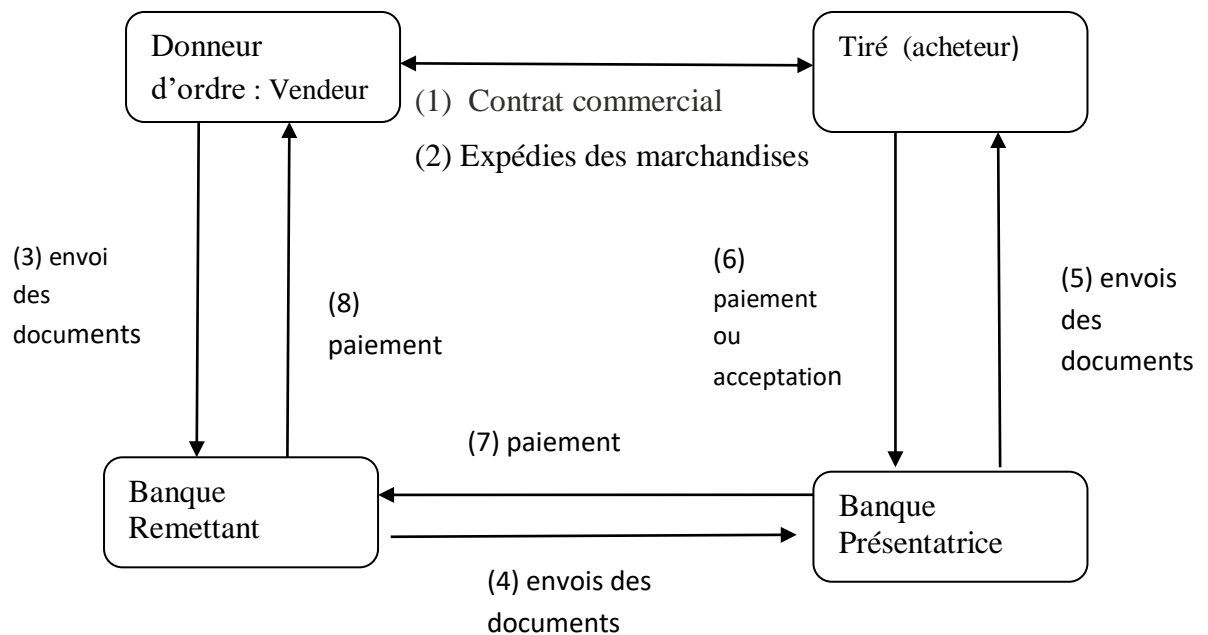 Donneur
d'ordre : Vendeur
Tiré (acheteur)
(1) Contrat commercial
(2) Expédies des marchandises
(3) envoi
des
documents
(8)
paiement
(6)
paiement
ou
acceptation
(5) envois
des
documents
(7) paiement
Banque
Remettant
Banque
Présentatrice
(4) envois des
documents